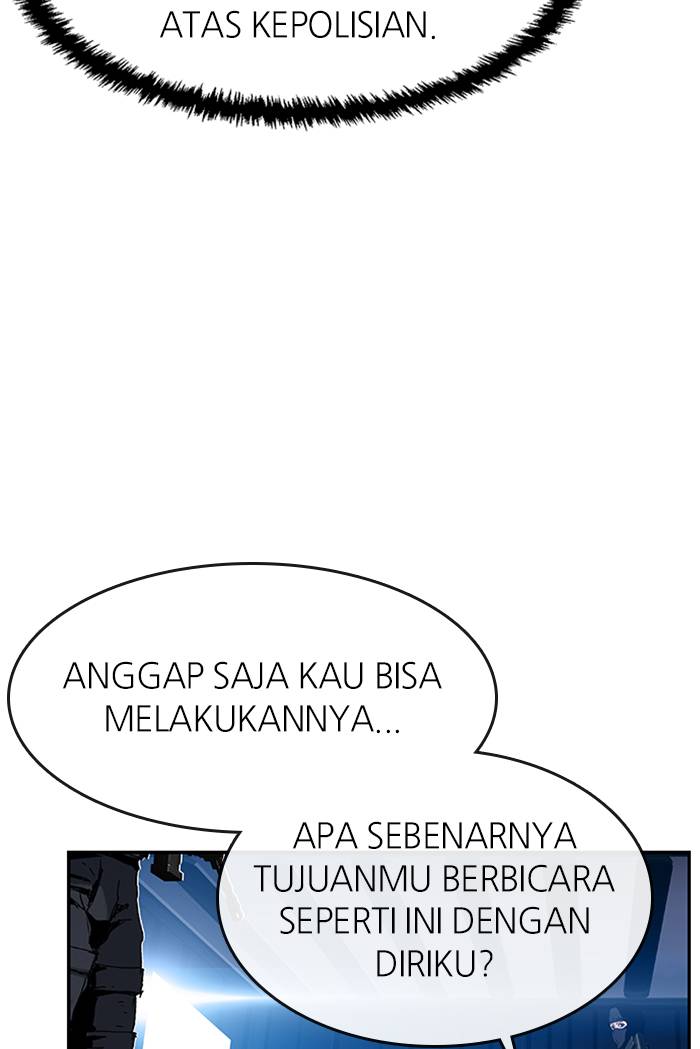 ATAS KEPOLISIAN.
ANGGAP SAJA KAU BISA
MELAKUKANNYA...
APA SEBENARNYA
TUJUANMU BERBICARA
SEPERTI INI DENGAN
DIRIKU?